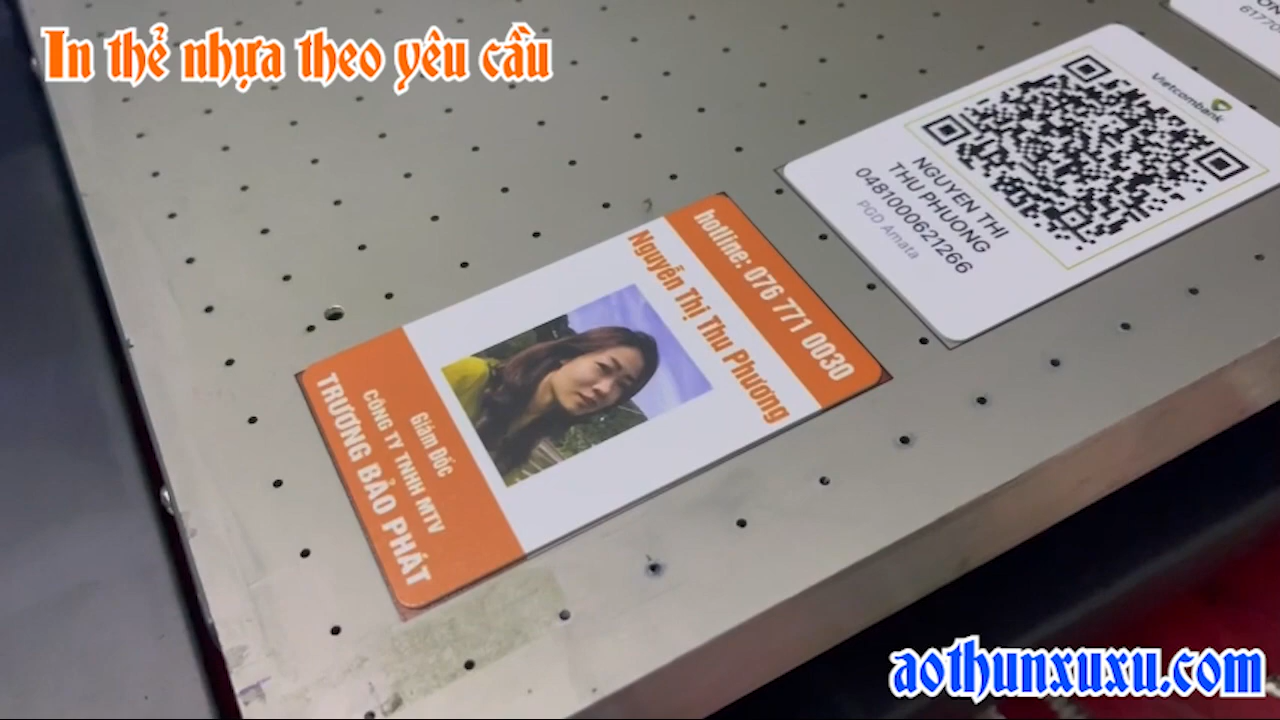 In thẻ nhựa theo yêu cầu
hotline: 076 771 0030
Nguyễn Thị Thu Phương
Giám Đốc
CÔNG TY TNHH MTV
TRƯƠNG BẢO PHÁT
Vietcombank
NGUYEN THI
THU PHUONG
0481000621266
PGD Amata
61770
aothunxuxu.com